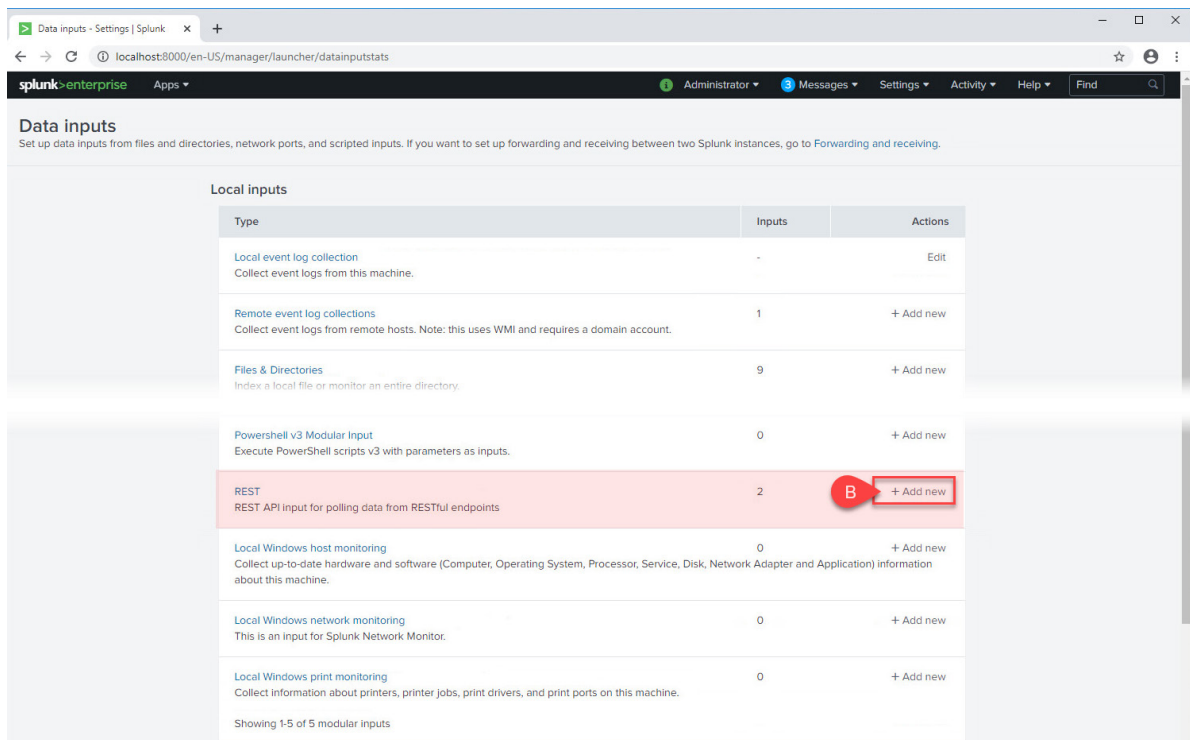 Data inputs - Settings | Splunk
localhost:8000/en-US/manager/launcher/datainputstats
splunk>enterprise Apps i Administrator 3 Messages Settings Activity Help Find
Data inputs
Set up data inputs from files and directories, network ports, and scripted inputs. If you want to set up forwarding and receiving between two Splunk instances, go to Forwarding and receiving.
Local inputs
Type Inputs Actions
Local event log collection - Edit
Collect event logs from this machine.
Remote event log collections 1 + Add new
Collect event logs from remote hosts. Note: this uses WMI and requires a domain account.
Files & Directories 9 + Add new
Index a local file or monitor an entire directory.
Powershell v3 Modular Input 0 + Add new
Execute PowerShell scripts v3 with parameters as inputs.
REST 2 B + Add new
REST API input for polling data from RESTful endpoints
Local Windows host monitoring 0 + Add new
Collect up-to-date hardware and software (Computer, Operating System, Processor, Service, Disk, Network Adapter and Application) information
about this machine.
Local Windows network monitoring 0 + Add new
This is an input for Splunk Network Monitor.
Local Windows print monitoring 0 + Add new
Collect information about printers, printer jobs, print drivers, and print ports on this machine.
Showing 1-5 of 5 modular inputs